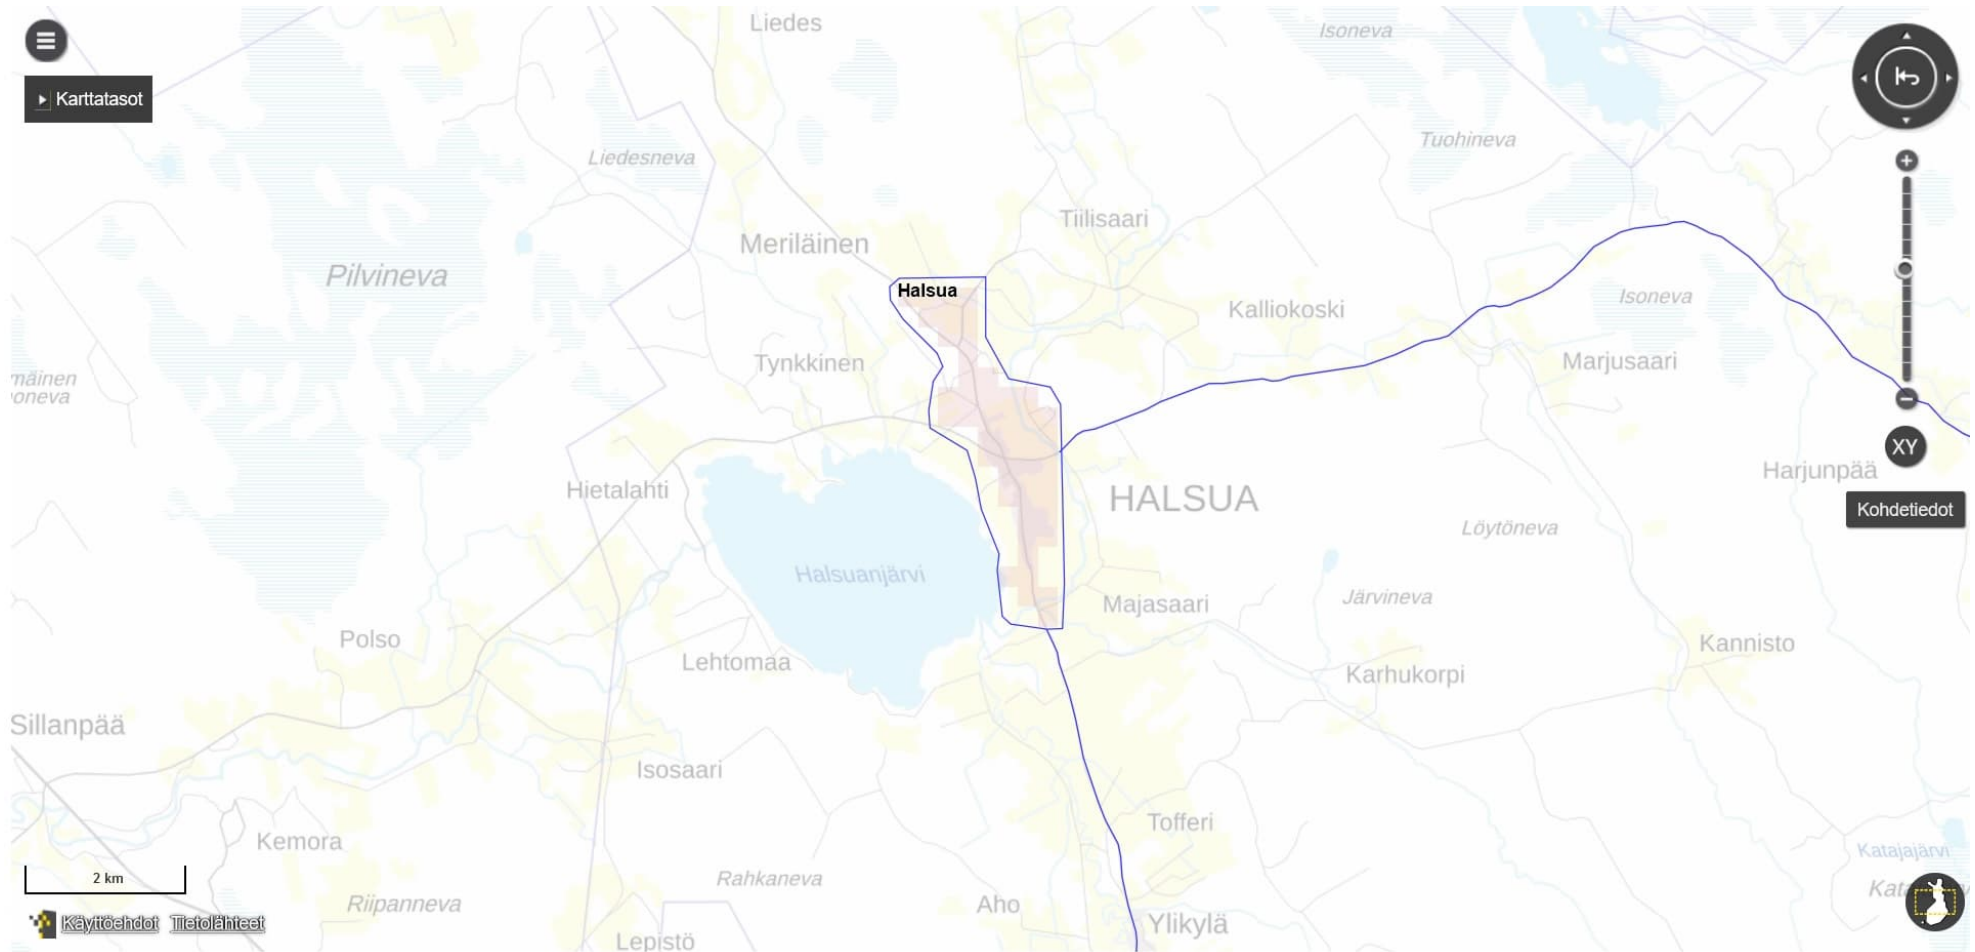 Liedes
Isoneva
Karttatasot
Tuohineva
Liedesneva
Tiilisaari
Meriläinen
Pilvineva
Halsua
Isoneva
Kalliokoski
Tynkkinen
Marjusaari
mäinen
oneva
XY
Harjunpää
Hietalahti
HALSUA
Kohdetiedot
Löytöneva
Halsuanjärvi
Järvineva
Majasaari
Polso
Kannisto
Lehtomaa
Karhukorpi
Sillanpää
Isosaari
Tofferi
Kemora
Katajajärvi
2 km
Rahkaneva
Kata
Riipanneva
Aho
Käyttöehdot Tietolähteet
Ylikylä
Lepistö